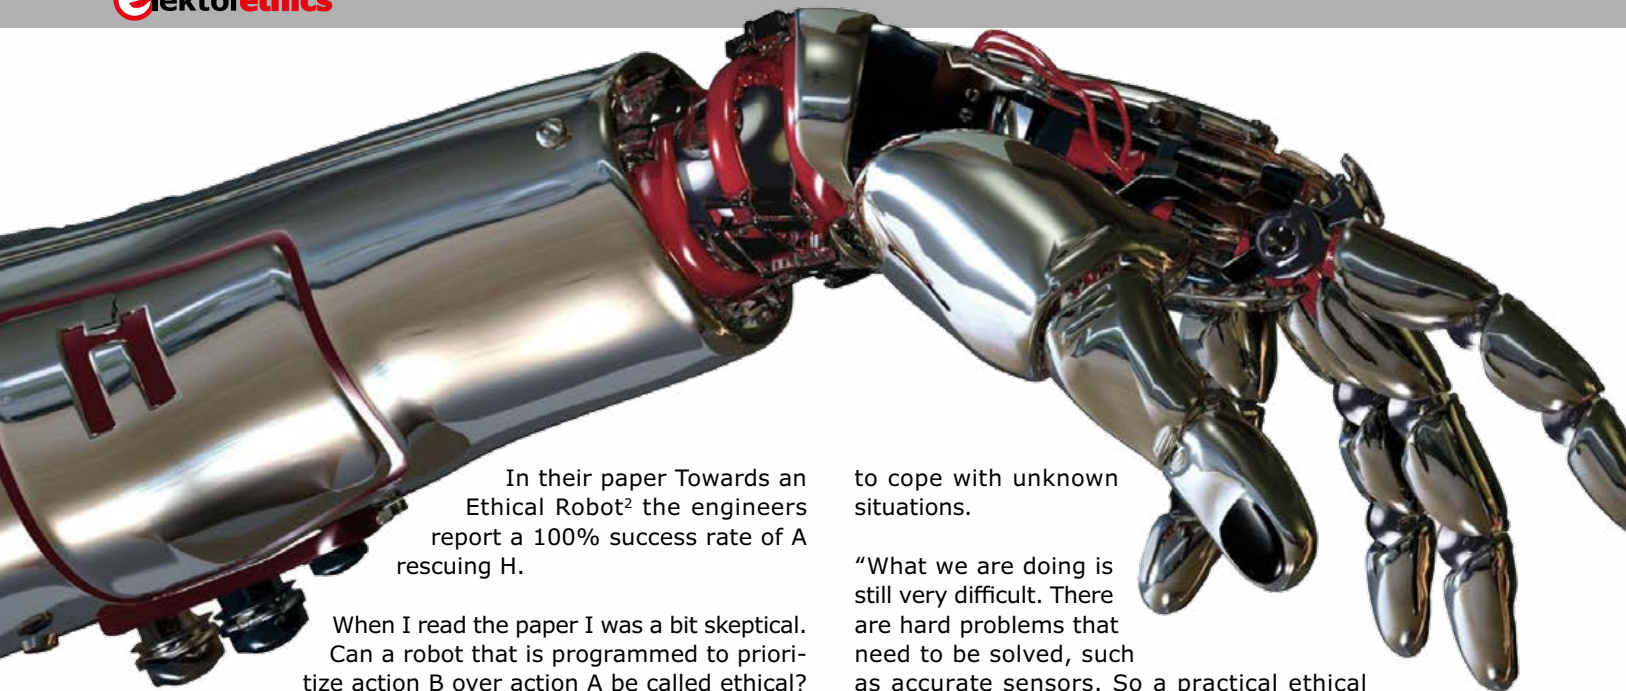 elektorethics
In their paper Towards an
Ethical Robot² the engineers
report a 100% success rate of A
rescuing H.
When I read the paper I was a bit skeptical.
Can a robot that is programmed to priori-
tize action B over action A be called ethical?
to cope with unknown
situations.
“What we are doing is
still very difficult. There
are hard problems that
need to be solved, such
as accurate sensors. So a practical ethical